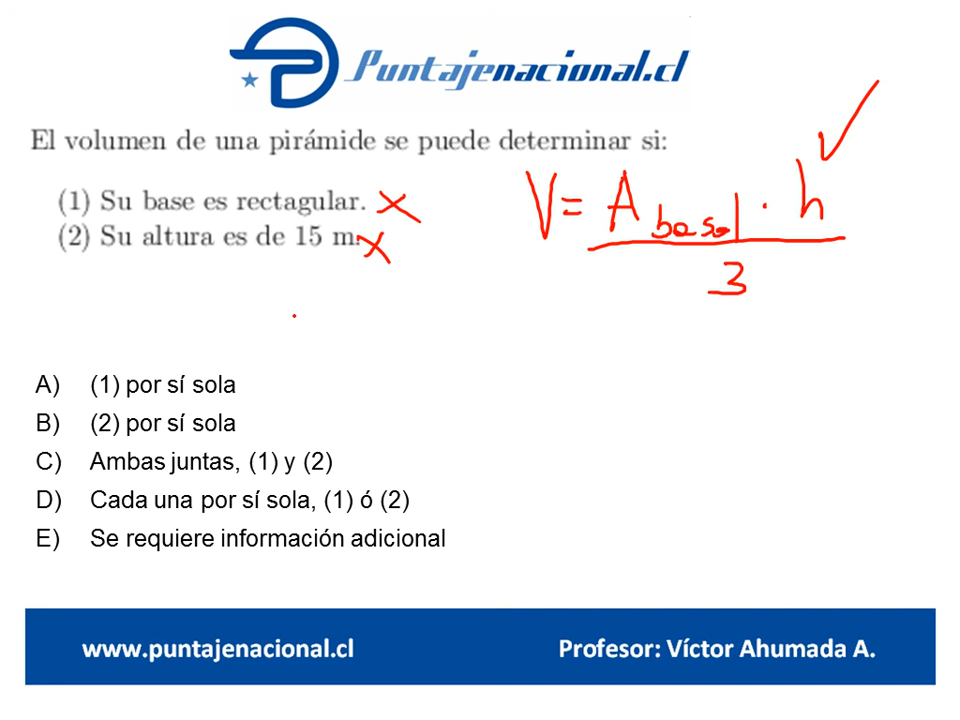 Puntajenacional.cl
El volumen de una pirámide se puede determinar si:
(1) Su base es rectagular. x
(2) Su altura es de 15 m. x
V = A basal · h
3
A) (1) por sí sola
B) (2) por sí sola
C) Ambas juntas, (1) y (2)
D) Cada una por sí sola, (1) ó (2)
E) Se requiere información adicional
www.puntajenacional.cl Profesor: Víctor Ahumada A.